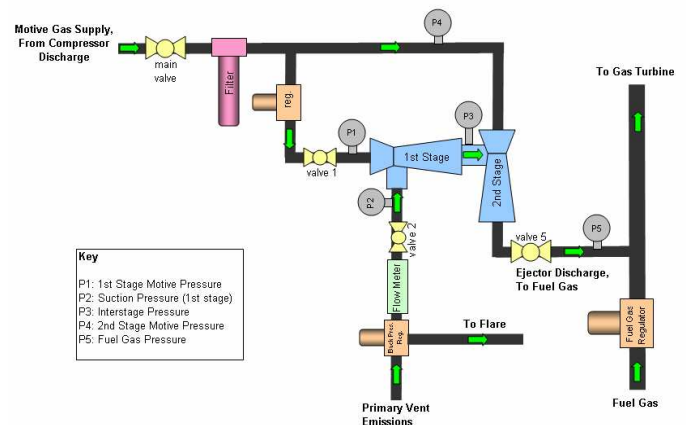 Motive Gas Supply,
From Compressor
Discharge
main
valve
Filter
reg.
P4
P1
valve 1
1st Stage
P3
2nd Stage
To Gas Turbine
P2
valve 2
Flow Meter
Back Pres.
Reg.
To Flare
Primary Vent
Emissions
valve 5
P5
Ejector Discharge,
To Fuel Gas
Fuel Gas
Regulator
Fuel Gas
Key
P1: 1st Stage Motive Pressure
P2: Suction Pressure (1st stage)
P3: Interstage Pressure
P4: 2nd Stage Motive Pressure
P5: Fuel Gas Pressure